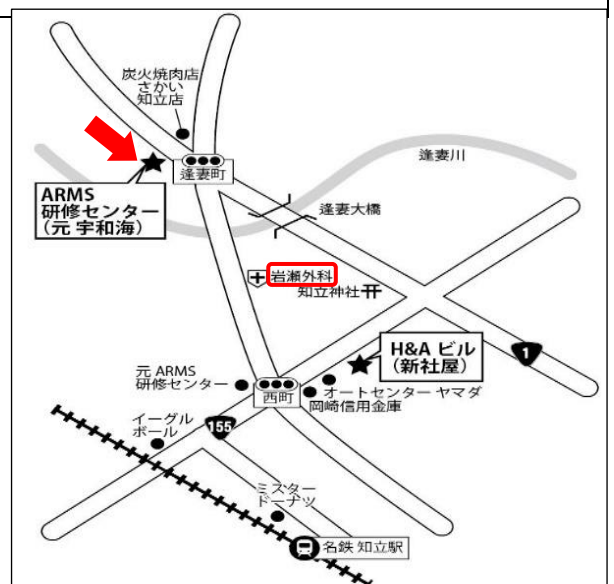 炭火焼肉店
さかい
知立店
逢妻町
逢妻川
ARMS
研修センター
(元 宇和海)
逢妻大橋
岩瀬外科
知立神社
H&A ビル
(新社屋)
1
元 ARMS
研修センター
西町
オートセンター ヤマダ
岡崎信用金庫
イーグル
ボール
155
ミスター
ドーナツ
名鉄 知立駅